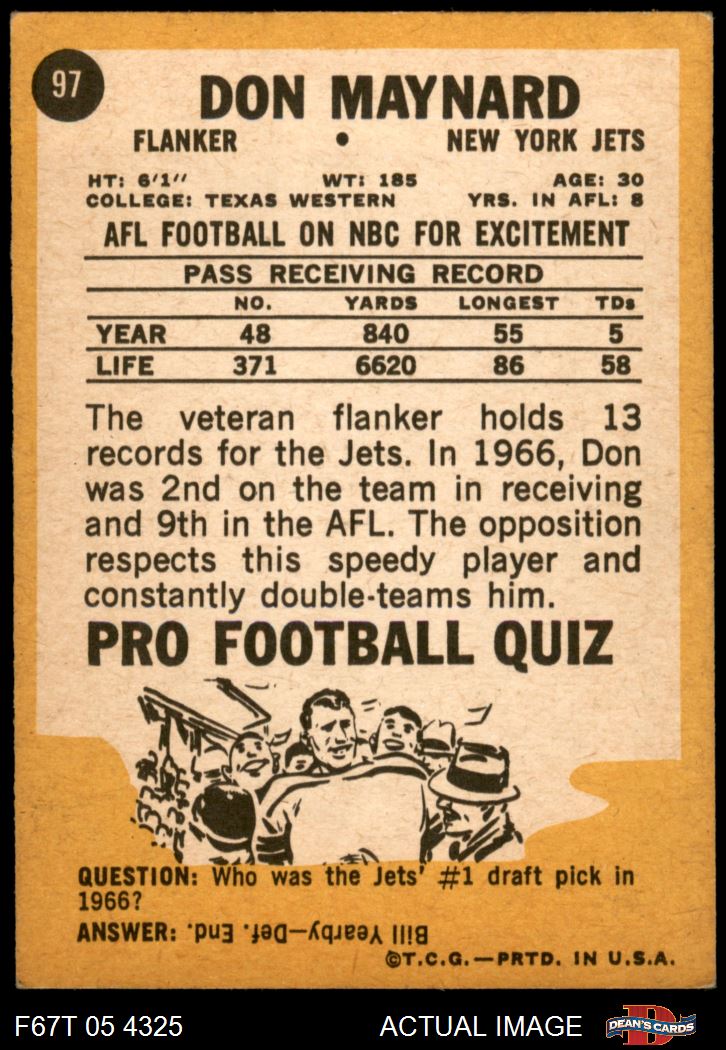 97
DON MAYNARD
FLANKER • NEW YORK JETS
HT: 6'1" WT: 185 AGE: 30
COLLEGE: TEXAS WESTERN YRS. IN AFL: 8
AFL FOOTBALL ON NBC FOR EXCITEMENT
PASS RECEIVING RECORD
NO. YARDS LONGEST TDs
YEAR 48 840 55 5
LIFE 371 6620 86 58
The veteran flanker holds 13
records for the Jets. In 1966, Don
was 2nd on the team in receiving
and 9th in the AFL. The opposition
respects this speedy player and
constantly double-teams him.
PRO FOOTBALL QUIZ
QUESTION: Who was the Jets' #1 draft pick in
1966?
ANSWER: Bill Yearby—Def. End.
©T.C.G.—PRTD. IN U.S.A.
F67T 05 4325 ACTUAL IMAGE D DEAN'S CARDS